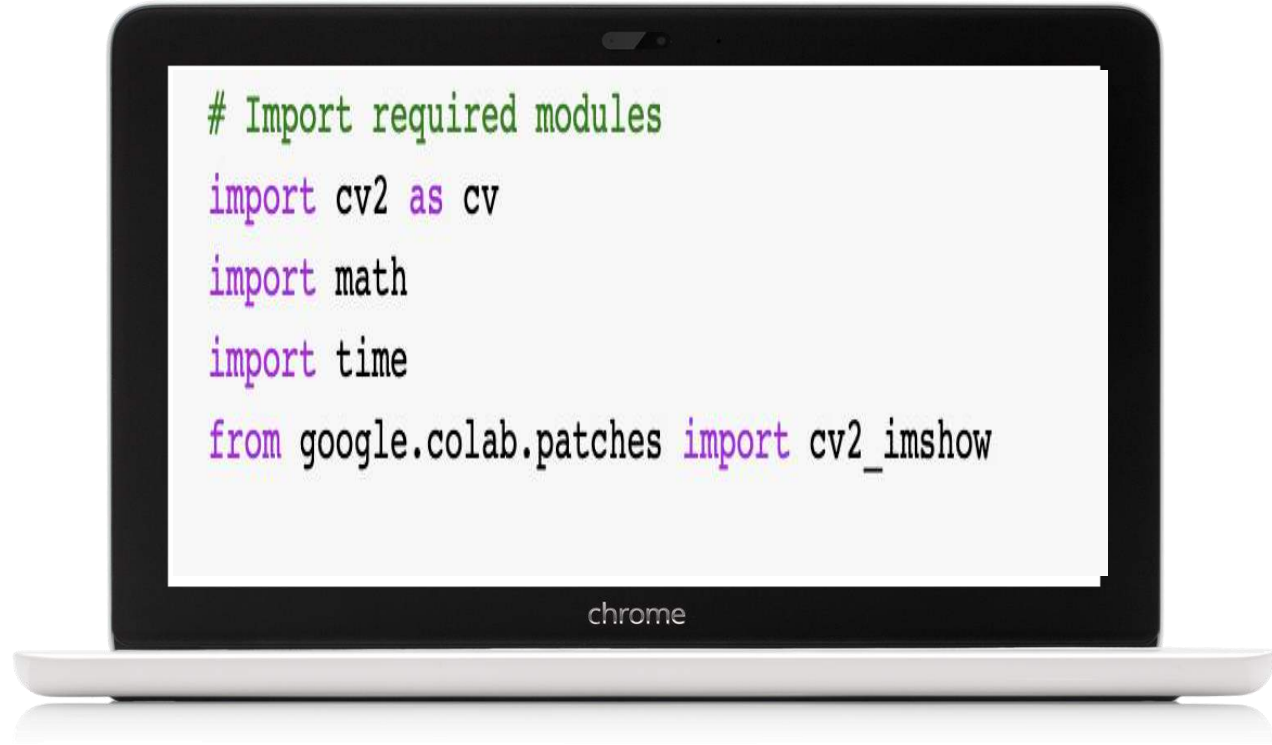 # Import required modules
import cv2 as cv
import math
import time
from google.colab.patches import cv2_imshow
chrome